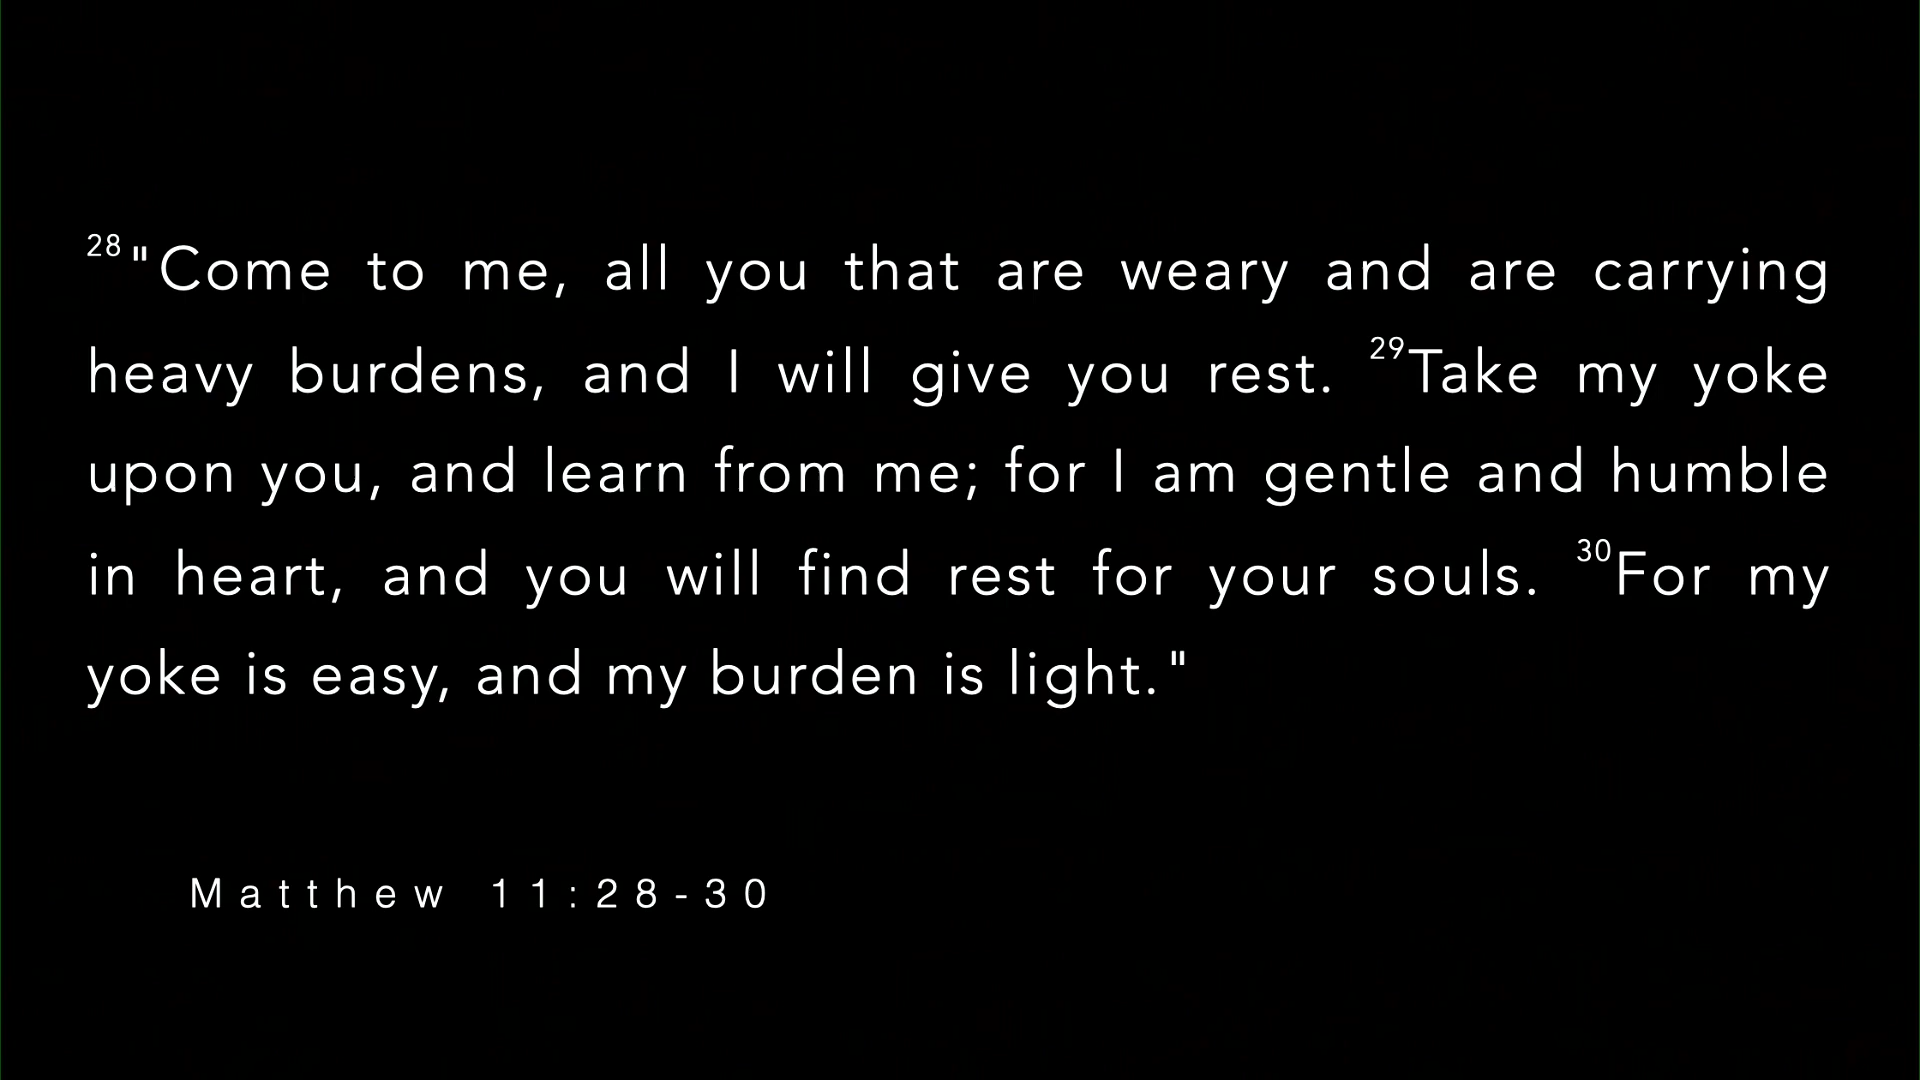 28"Come to me, all you that are weary and are carrying
heavy burdens, and I will give you rest. 29Take my yoke
upon you, and learn from me; for I am gentle and humble
in heart, and you will find rest for your souls. 30For my
yoke is easy, and my burden is light."
Matthew 11:28-30